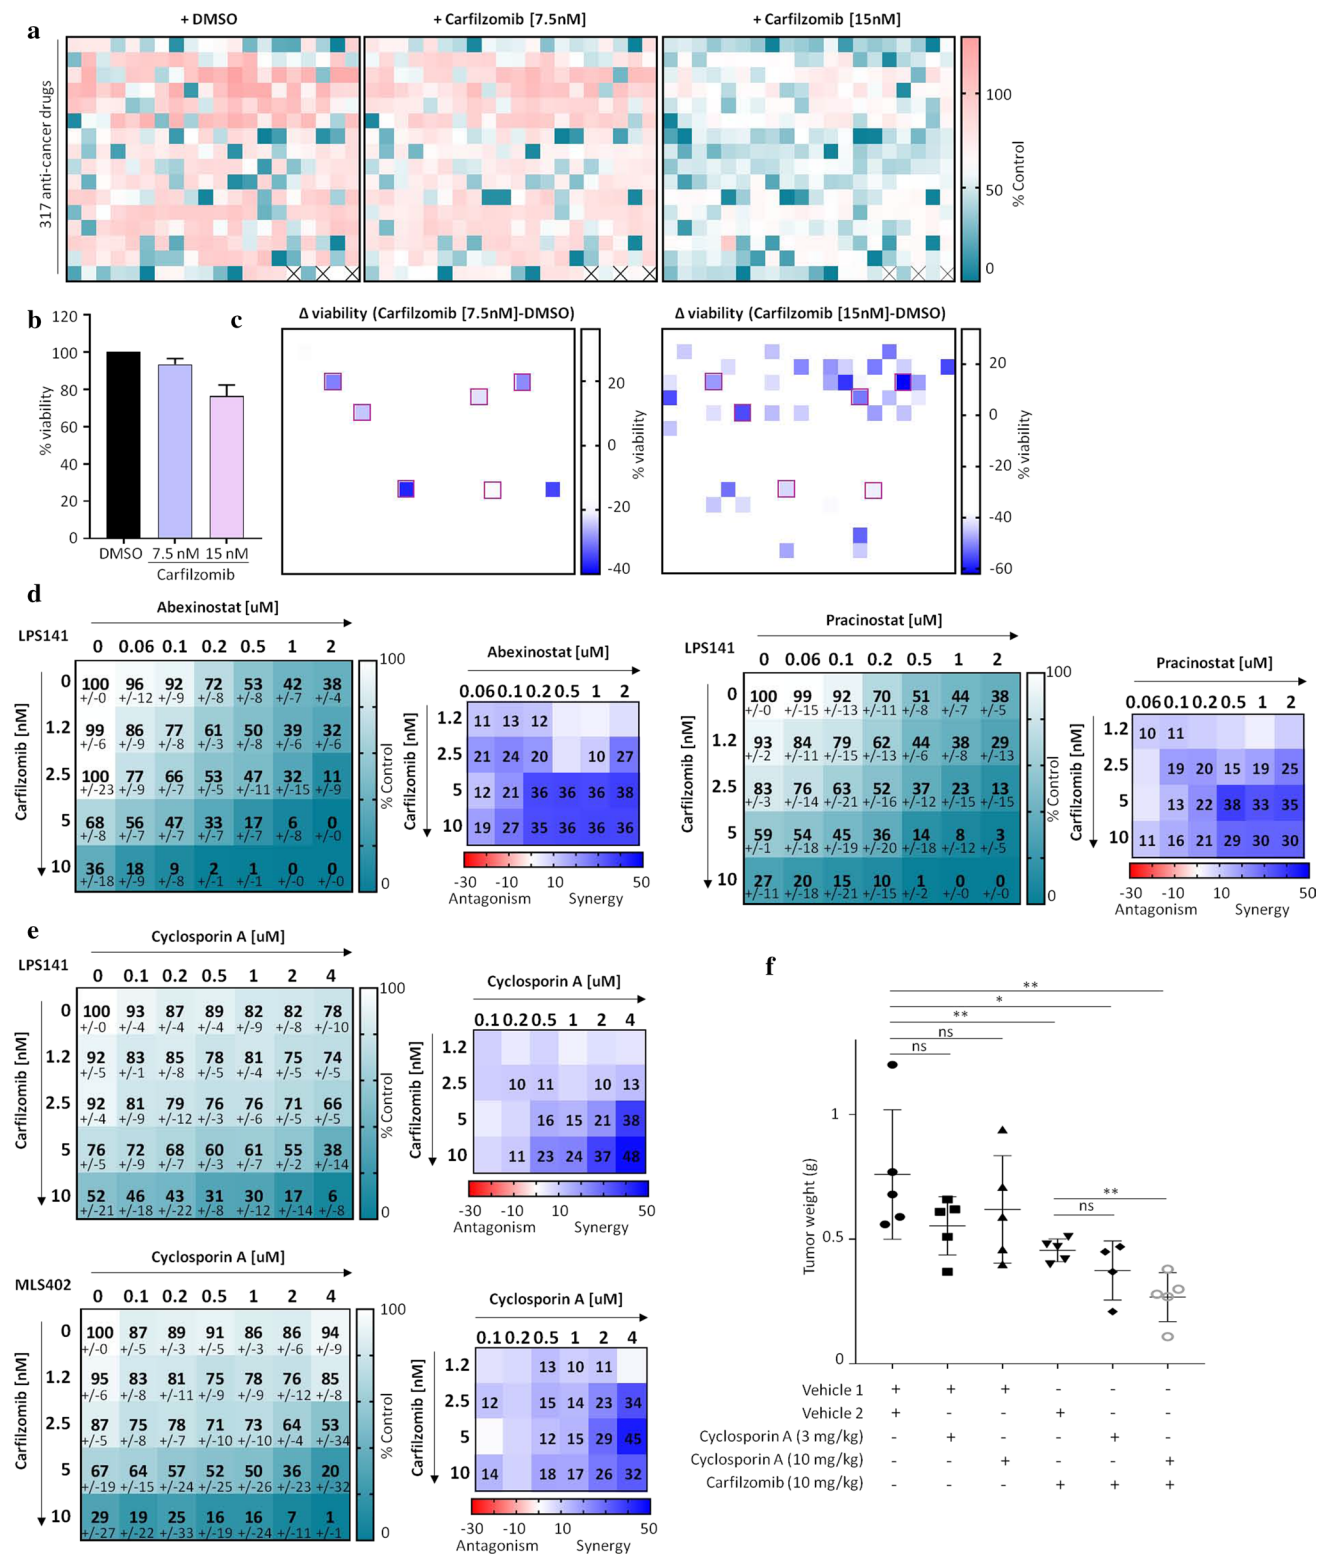 a
+ DMSO
+ Carfilzomib [7.5nM]
+ Carfilzomib [15nM]
317 anti-cancer drugs
100
50
0
% Control
b
120
100
80
60
40
20
0
% viability
DMSO
7.5 nM
15 nM
Carfilzomib
c
Δ viability (Carfilzomib [7.5nM]-DMSO)
20
0
-20
-40
% viability
Δ viability (Carfilzomib [15nM]-DMSO)
20
0
-20
-40
-60
% viability
d
Abexinostat [uM]
LPS141
0 0.06 0.1 0.2 0.5 1 2
Carfilzomib [nM]
0 100 96 92 72 53 42 38
+/-0 +/-12 +/-9 +/-8 +/-8 +/-7 +/-4
1.2 99 86 77 61 50 39 32
+/-6 +/-9 +/-8 +/-3 +/-8 +/-6 +/-6
2.5 100 77 66 53 47 32 11
+/-23 +/-9 +/-7 +/-5 +/-11 +/-15 +/-9
5 68 56 47 33 17 6 0
+/-8 +/-7 +/-7 +/-7 +/-7 +/-8 +/-0
10 36 18 9 2 1 0 0
+/-18 +/-9 +/-8 +/-1 +/-1 +/-0 +/-0
100
% Control
0
Abexinostat [uM]
0.06 0.1 0.2 0.5 1 2
Carfilzomib [nM]
1.2 11 13 12
2.5 21 24 20 10 27
5 12 21 36 36 36 38
10 19 27 35 36 36 36
-30 -10 10 50
Antagonism Synergy
Pracinostat [uM]
LPS141
0 0.06 0.1 0.2 0.5 1 2
Carfilzomib [nM]
0 100 99 92 70 51 44 38
+/-0 +/-15 +/-13 +/-11 +/-8 +/-7 +/-5
1.2 93 84 79 62 44 38 29
+/-2 +/-11 +/-15 +/-13 +/-6 +/-8 +/-13
2.5 83 76 63 52 37 23 13
+/-3 +/-14 +/-21 +/-16 +/-12 +/-15 +/-15
5 59 54 45 36 14 8 3
+/-1 +/-18 +/-19 +/-20 +/-18 +/-12 +/-5
10 27 20 15 10 1 0 0
+/-11 +/-18 +/-21 +/-15 +/-2 +/-0 +/-0
100
% Control
0
Pracinostat [uM]
0.06 0.1 0.2 0.5 1 2
Carfilzomib [nM]
1.2 10 11
2.5 19 20 15 19 25
5 13 22 38 33 35
10 11 16 21 29 30 30
-30 -10 10 50
Antagonism Synergy
e
Cyclosporin A [uM]
LPS141
0 0.1 0.2 0.5 1 2 4
Carfilzomib [nM]
0 100 93 87 89 82 82 78
+/-0 +/-4 +/-4 +/-4 +/-9 +/-8 +/-10
1.2 92 83 85 78 81 75 74
+/-5 +/-1 +/-8 +/-5 +/-4 +/-5 +/-5
2.5 92 81 79 76 76 71 66
+/-4 +/-9 +/-12 +/-3 +/-6 +/-5 +/-5
5 76 72 68 60 61 55 38
+/-5 +/-9 +/-7 +/-3 +/-7 +/-2 +/-14
10 52 46 43 31 30 17 6
+/-21 +/-18 +/-22 +/-8 +/-12 +/-14 +/-8
100
% Control
0
Cyclosporin A [uM]
0.1 0.2 0.5 1 2 4
Carfilzomib [nM]
1.2
2.5 10 11 10 13
5 16 15 21 38
10 11 23 24 37 48
-30 -10 10 50
Antagonism Synergy
Cyclosporin A [uM]
MLS402
0 0.1 0.2 0.5 1 2 4
Carfilzomib [nM]
0 100 87 89 91 86 86 94
+/-0 +/-5 +/-3 +/-5 +/-3 +/-6 +/-9
1.2 95 83 81 75 78 76 85
+/-6 +/-8 +/-11 +/-9 +/-9 +/-12 +/-8
2.5 87 75 78 71 73 64 53
+/-5 +/-8 +/-7 +/-10 +/-10 +/-4 +/-34
5 67 64 57 52 50 36 20
+/-19 +/-15 +/-24 +/-25 +/-26 +/-23 +/-32
10 29 19 25 16 16 7 1
+/-27 +/-22 +/-33 +/-19 +/-24 +/-11 +/-1
100
% Control
0
Cyclosporin A [uM]
0.1 0.2 0.5 1 2 4
Carfilzomib [nM]
1.2 13 10 11
2.5 12 15 14 23 34
5 12 15 29 45
10 14 18 17 26 32
-30 -10 10 50
Antagonism Synergy
f
**
*
**
ns
ns
**
ns
1
0.5
0
Tumor weight (g)
Vehicle 1 + + + - - -
Vehicle 2 + - - + - -
Cyclosporin A (3 mg/kg) - + - - + -
Cyclosporin A (10 mg/kg) - - + - - +
Carfilzomib (10 mg/kg) - - - + + +